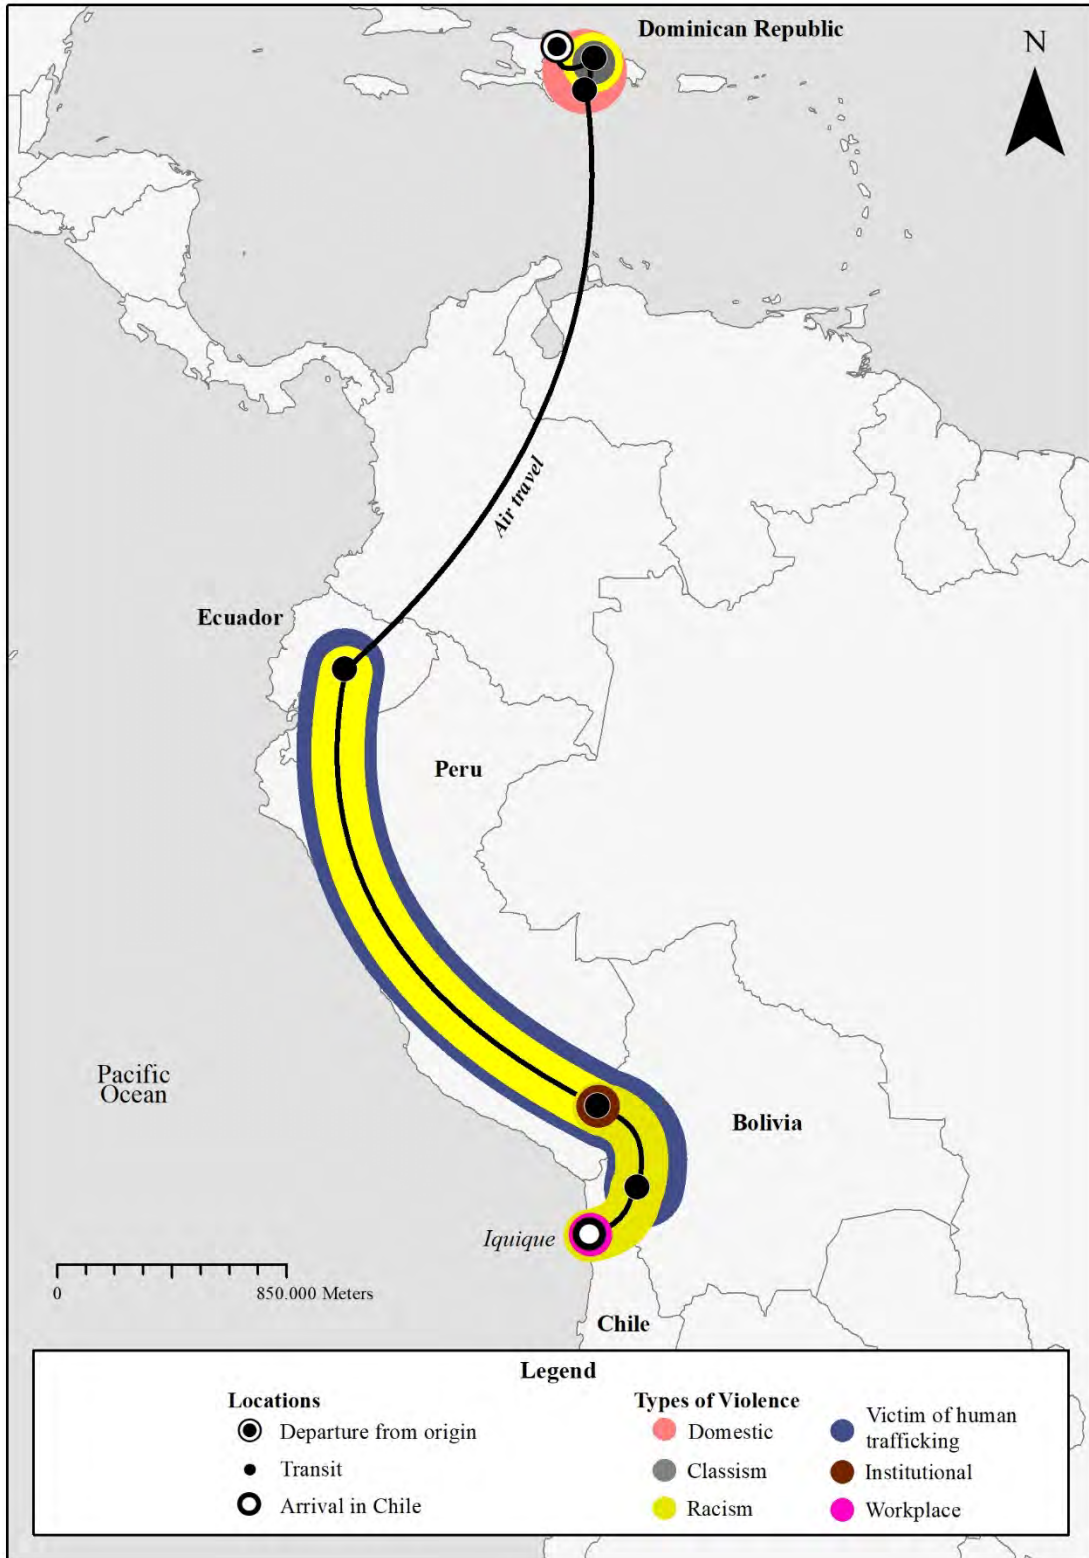 Dominican Republic
N
Air travel
Ecuador
Peru
Pacific
Ocean
Bolivia
Iquique
0
850.000 Meters
Chile
Legend
Locations
Departure from origin
Transit
Arrival in Chile
Types of Violence
Domestic
Classism
Racism
Victim of human
trafficking
Institutional
Workplace